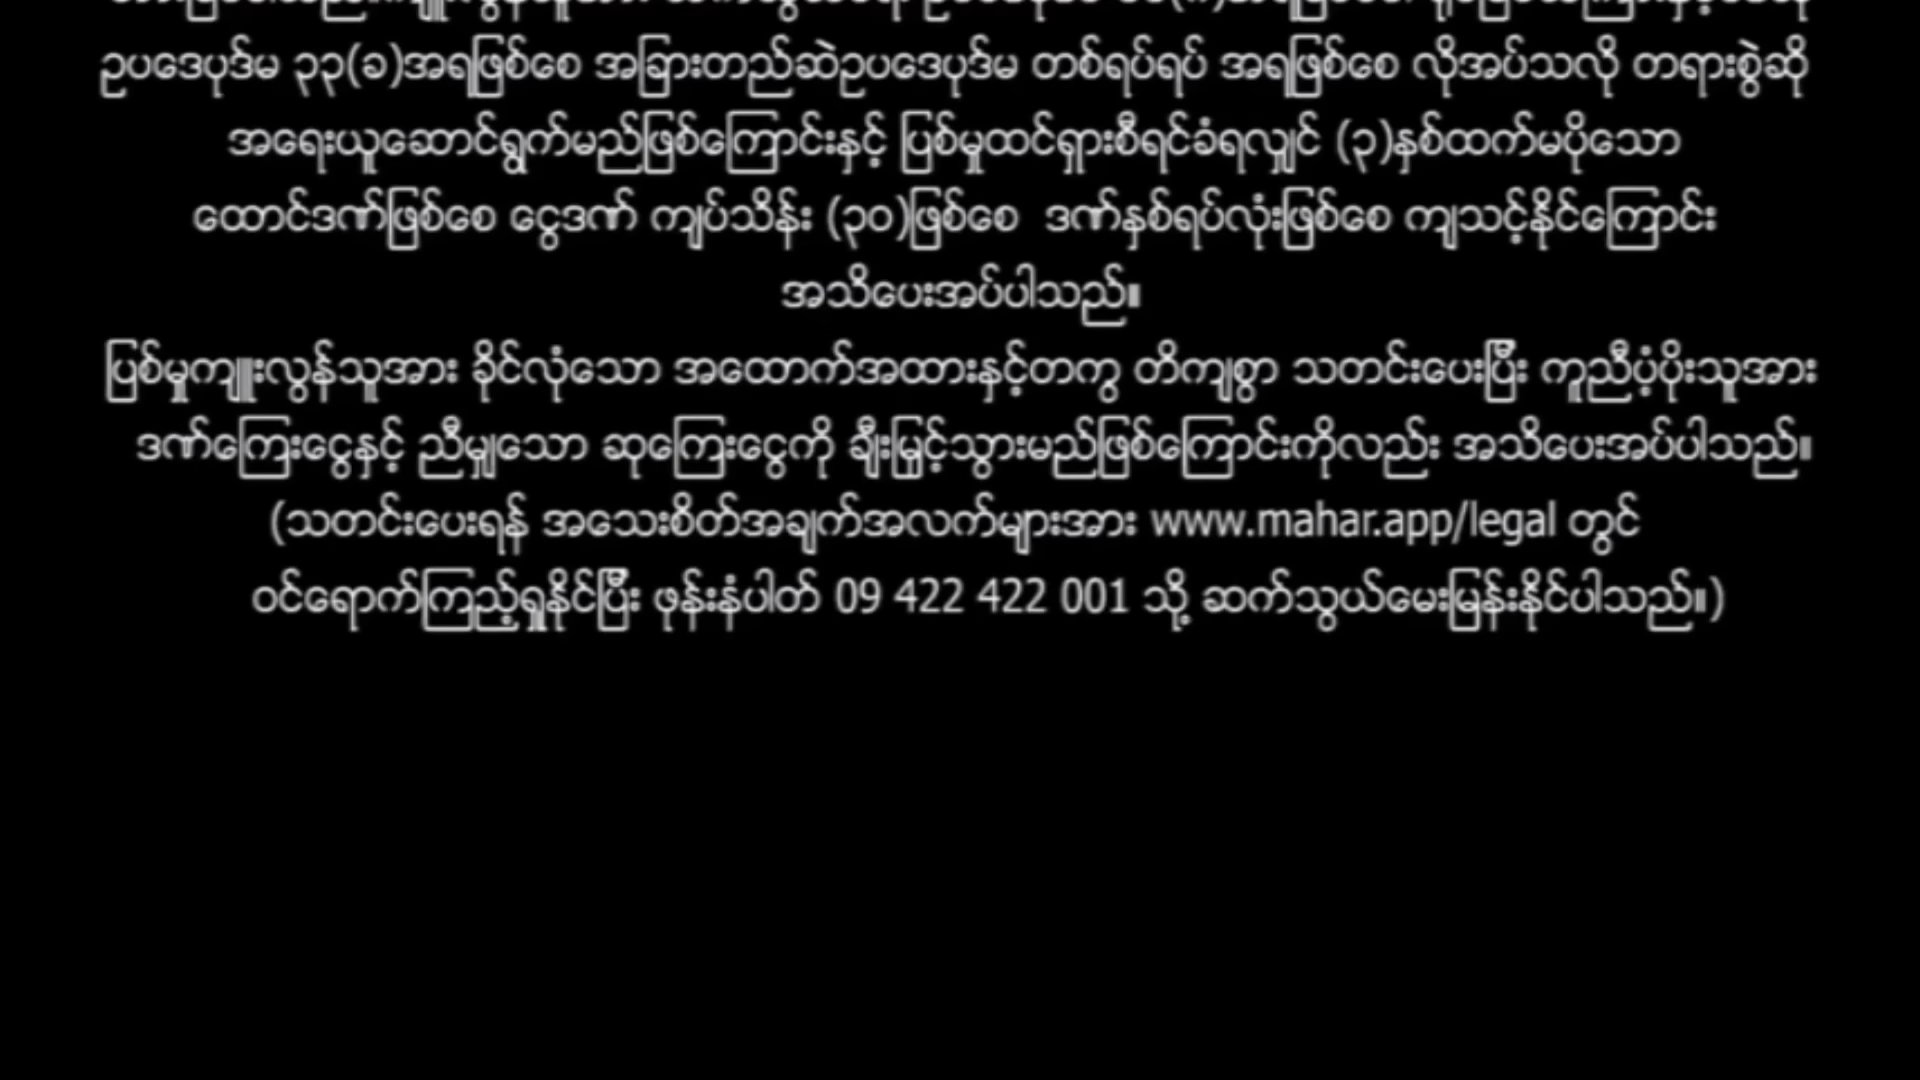 ဥပဒေပုဒ်မ ၃၃(ခ)အရဖြစ်စေ အခြားတည်ဆဲဥပဒေပုဒ်မ တစ်ရပ်ရပ် အရဖြစ်စေ လိုအပ်သလို တရားစွဲဆို
အရေးယူဆောင်ရွက်မည်ဖြစ်ကြောင်းနှင့် ပြစ်မှုထင်ရှားစီရင်ခံရလျှင် (၃)နှစ်ထက်မပိုသော
ထောင်ဒဏ်ဖြစ်စေ ငွေဒဏ် ကျပ်သိန်း (၃၀)ဖြစ်စေ ဒဏ်နှစ်ရပ်လုံးဖြစ်စေ ကျသင့်နိုင်ကြောင်း
အသိပေးအပ်ပါသည်။
ပြစ်မှုကျူးလွန်သူအား ခိုင်လုံသော အထောက်အထားနှင့်တကွ တိကျစွာ သတင်းပေးပြီး ကူညီပံ့ပိုးသူအား
ဒဏ်ကြေးငွေနှင့် ညီမျှသော ဆုကြေးငွေကို ချီးမြှင့်သွားမည်ဖြစ်ကြောင်းကိုလည်း အသိပေးအပ်ပါသည်။
(သတင်းပေးရန် အသေးစိတ်အချက်အလက်များအား www.mahar.app/legal တွင်
ဝင်ရောက်ကြည့်ရှုနိုင်ပြီး ဖုန်းနံပါတ် 09 422 422 001 သို့ ဆက်သွယ်မေးမြန်းနိုင်ပါသည်။)